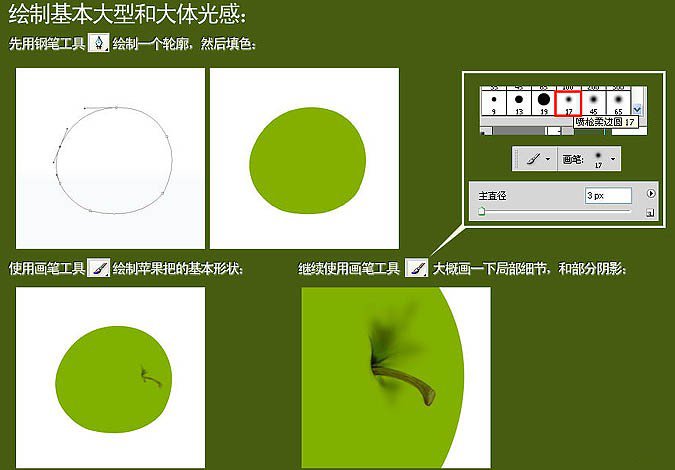 绘制基本大型和大体光感：
先用钢笔工具 绘制一个轮廓，然后填色：
9 13 19 17 45 65
喷枪柔边圆 17
画笔： 17
主直径 3 px
使用画笔工具 绘制苹果把的基本形状：
继续使用画笔工具 大概画一下局部细节，和部分阴影：